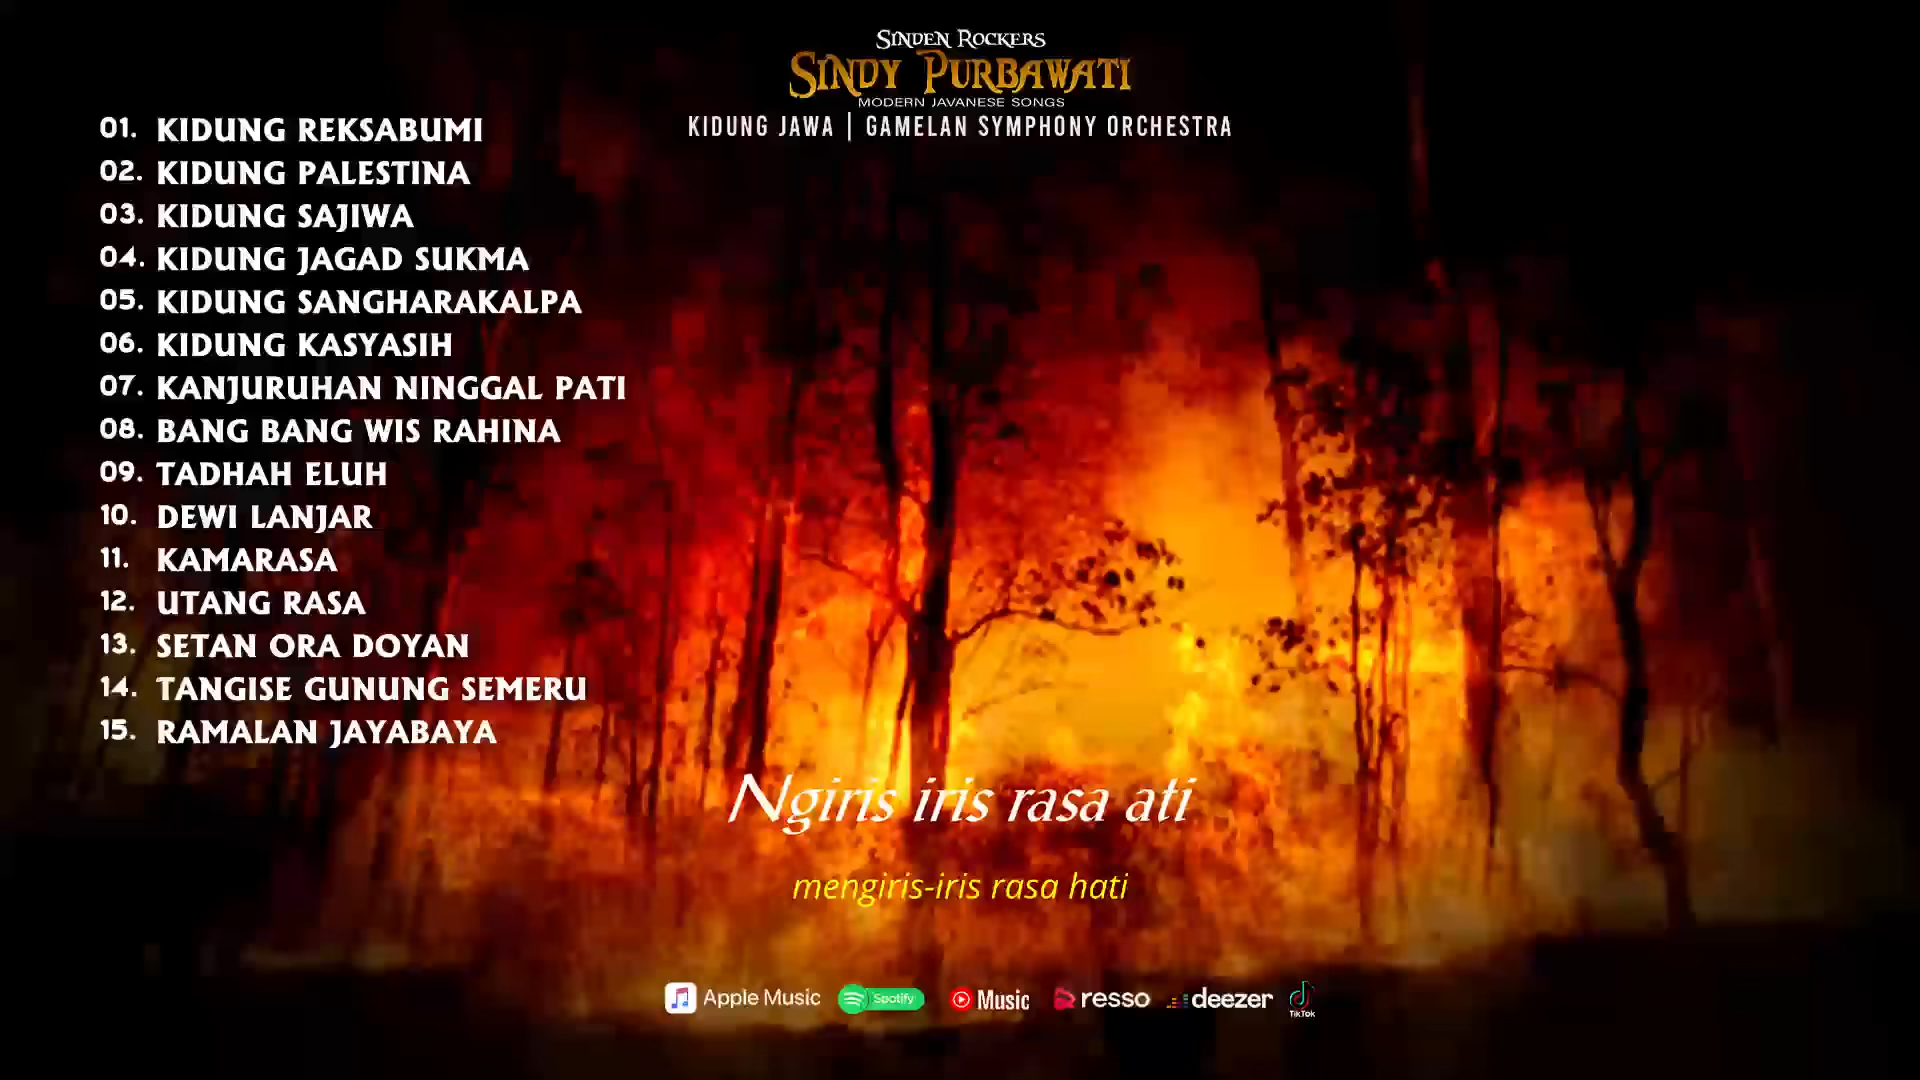 SINDEN ROCKERS
SINDY PURBAWATI
MODERN JAVANESE SONGS
KIDUNG JAWA | GAMELAN SYMPHONY ORCHESTRA
01. KIDUNG REKSABUMI
02. KIDUNG PALESTINA
03. KIDUNG SAJIWA
04. KIDUNG JAGAD SUKMA
05. KIDUNG SANGHARAKALPA
06. KIDUNG KASYASIH
07. KANJURUHAN NINGGAL PATI
08. BANG BANG WIS RAHINA
09. TADHAH ELUH
10. DEWI LANJAR
11. KAMARASA
12. UTANG RASA
13. SETAN ORA DOYAN
14. TANGISE GUNUNG SEMERU
15. RAMALAN JAYABAYA
Ngiris iris rasa ati
mengiris-iris rasa hati
Apple Music Spotify Music resso deezer TikTok